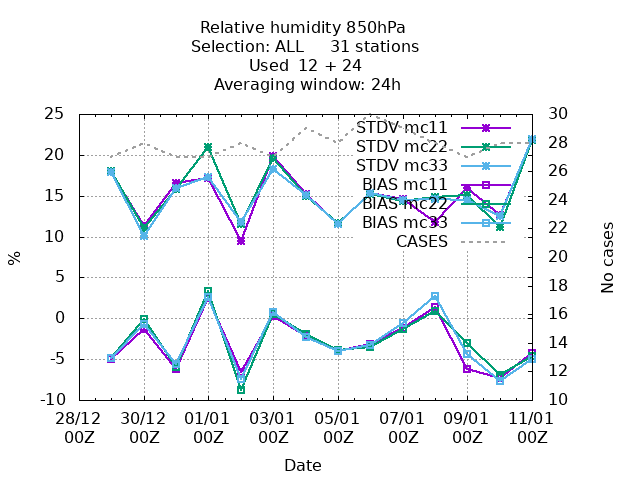 Relative humidity 850hPa
Selection: ALL 31 stations
Used 12 + 24
Averaging window: 24h
25
20
15
10
5
0
-5
-10
30
28
26
24
22
20
18
16
14
12
10
STDV mc11
STDV mc22
STDV mc33
BIAS mc11
BIAS mc22
BIAS mc33
CASES
%
No cases
28/12 30/12 01/01 03/01 05/01 07/01 09/01 11/01
00Z 00Z 00Z 00Z 00Z 00Z 00Z 00Z
Date